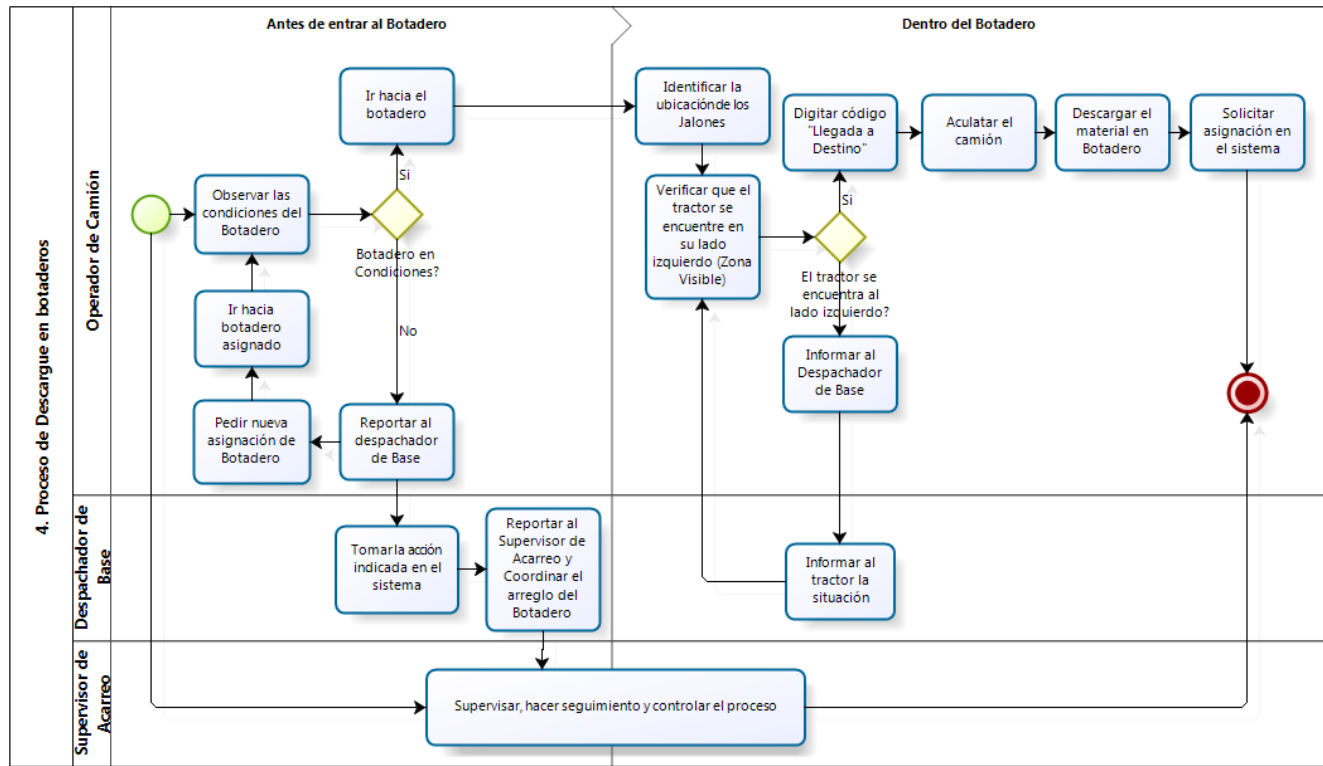 4. Proceso de Descargue en botaderos
Antes de entrar al Botadero
Dentro del Botadero
Operador de Camión
Ir hacia el
botadero
Si
Observar las
condiciones del
Botadero
Botadero en
Condiciones?
No
Ir hacia
botadero
asignado
Pedir nueva
asignación de
Botadero
Reportar al
despachador
de Base
Identificar la
ubicación de los
Jalones
Verificar que el
tractor se
encuentre en
su lado
izquierdo (Zona
Visible)
Digitar código
"Llegada a
Destino"
Si
El tractor se
encuentra al
lado izquierdo?
Aculatar el
camión
Descargar el
material en
Botadero
Solicitar
asignación en
el sistema
Informar al
Despachador
de Base
Despachador de
Base
Tomar la acción
indicada en el
sistema
Reportar al
Supervisor de
Acarreo y
Coordinar el
arreglo del
Botadero
Informar al
tractor la
situación
Supervisor de
Acarreo
Supervisar, hacer seguimiento y controlar el proceso